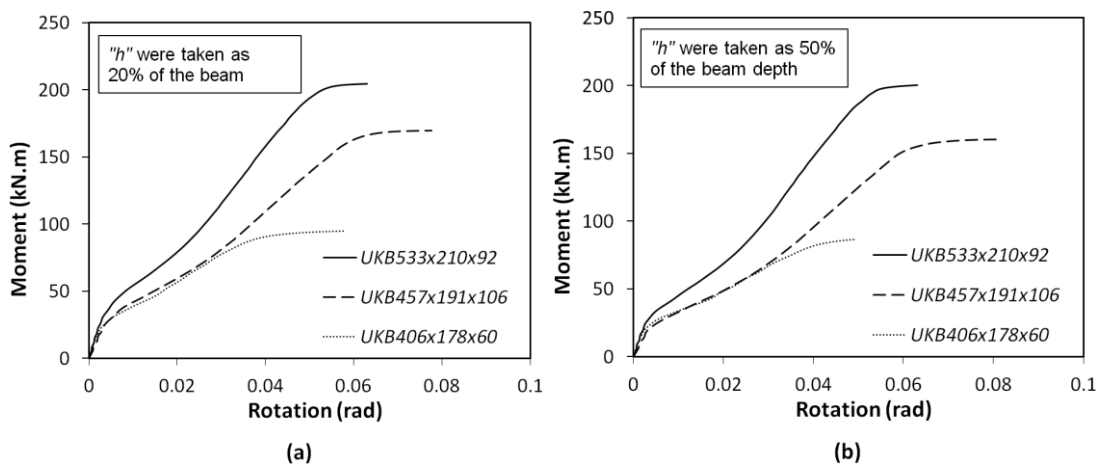 250
200
150
100
50
0
Moment (kN.m)
"h" were taken as
20% of the beam
UKB533x210x92
UKB457x191x106
UKB406x178x60
0 0.02 0.04 0.06 0.08 0.1
Rotation (rad)
(a)
250
200
150
100
50
0
Moment (kN.m)
"h" were taken as 50%
of the beam depth
UKB533x210x92
UKB457x191x106
UKB406x178x60
0 0.02 0.04 0.06 0.08 0.1
Rotation (rad)
(b)